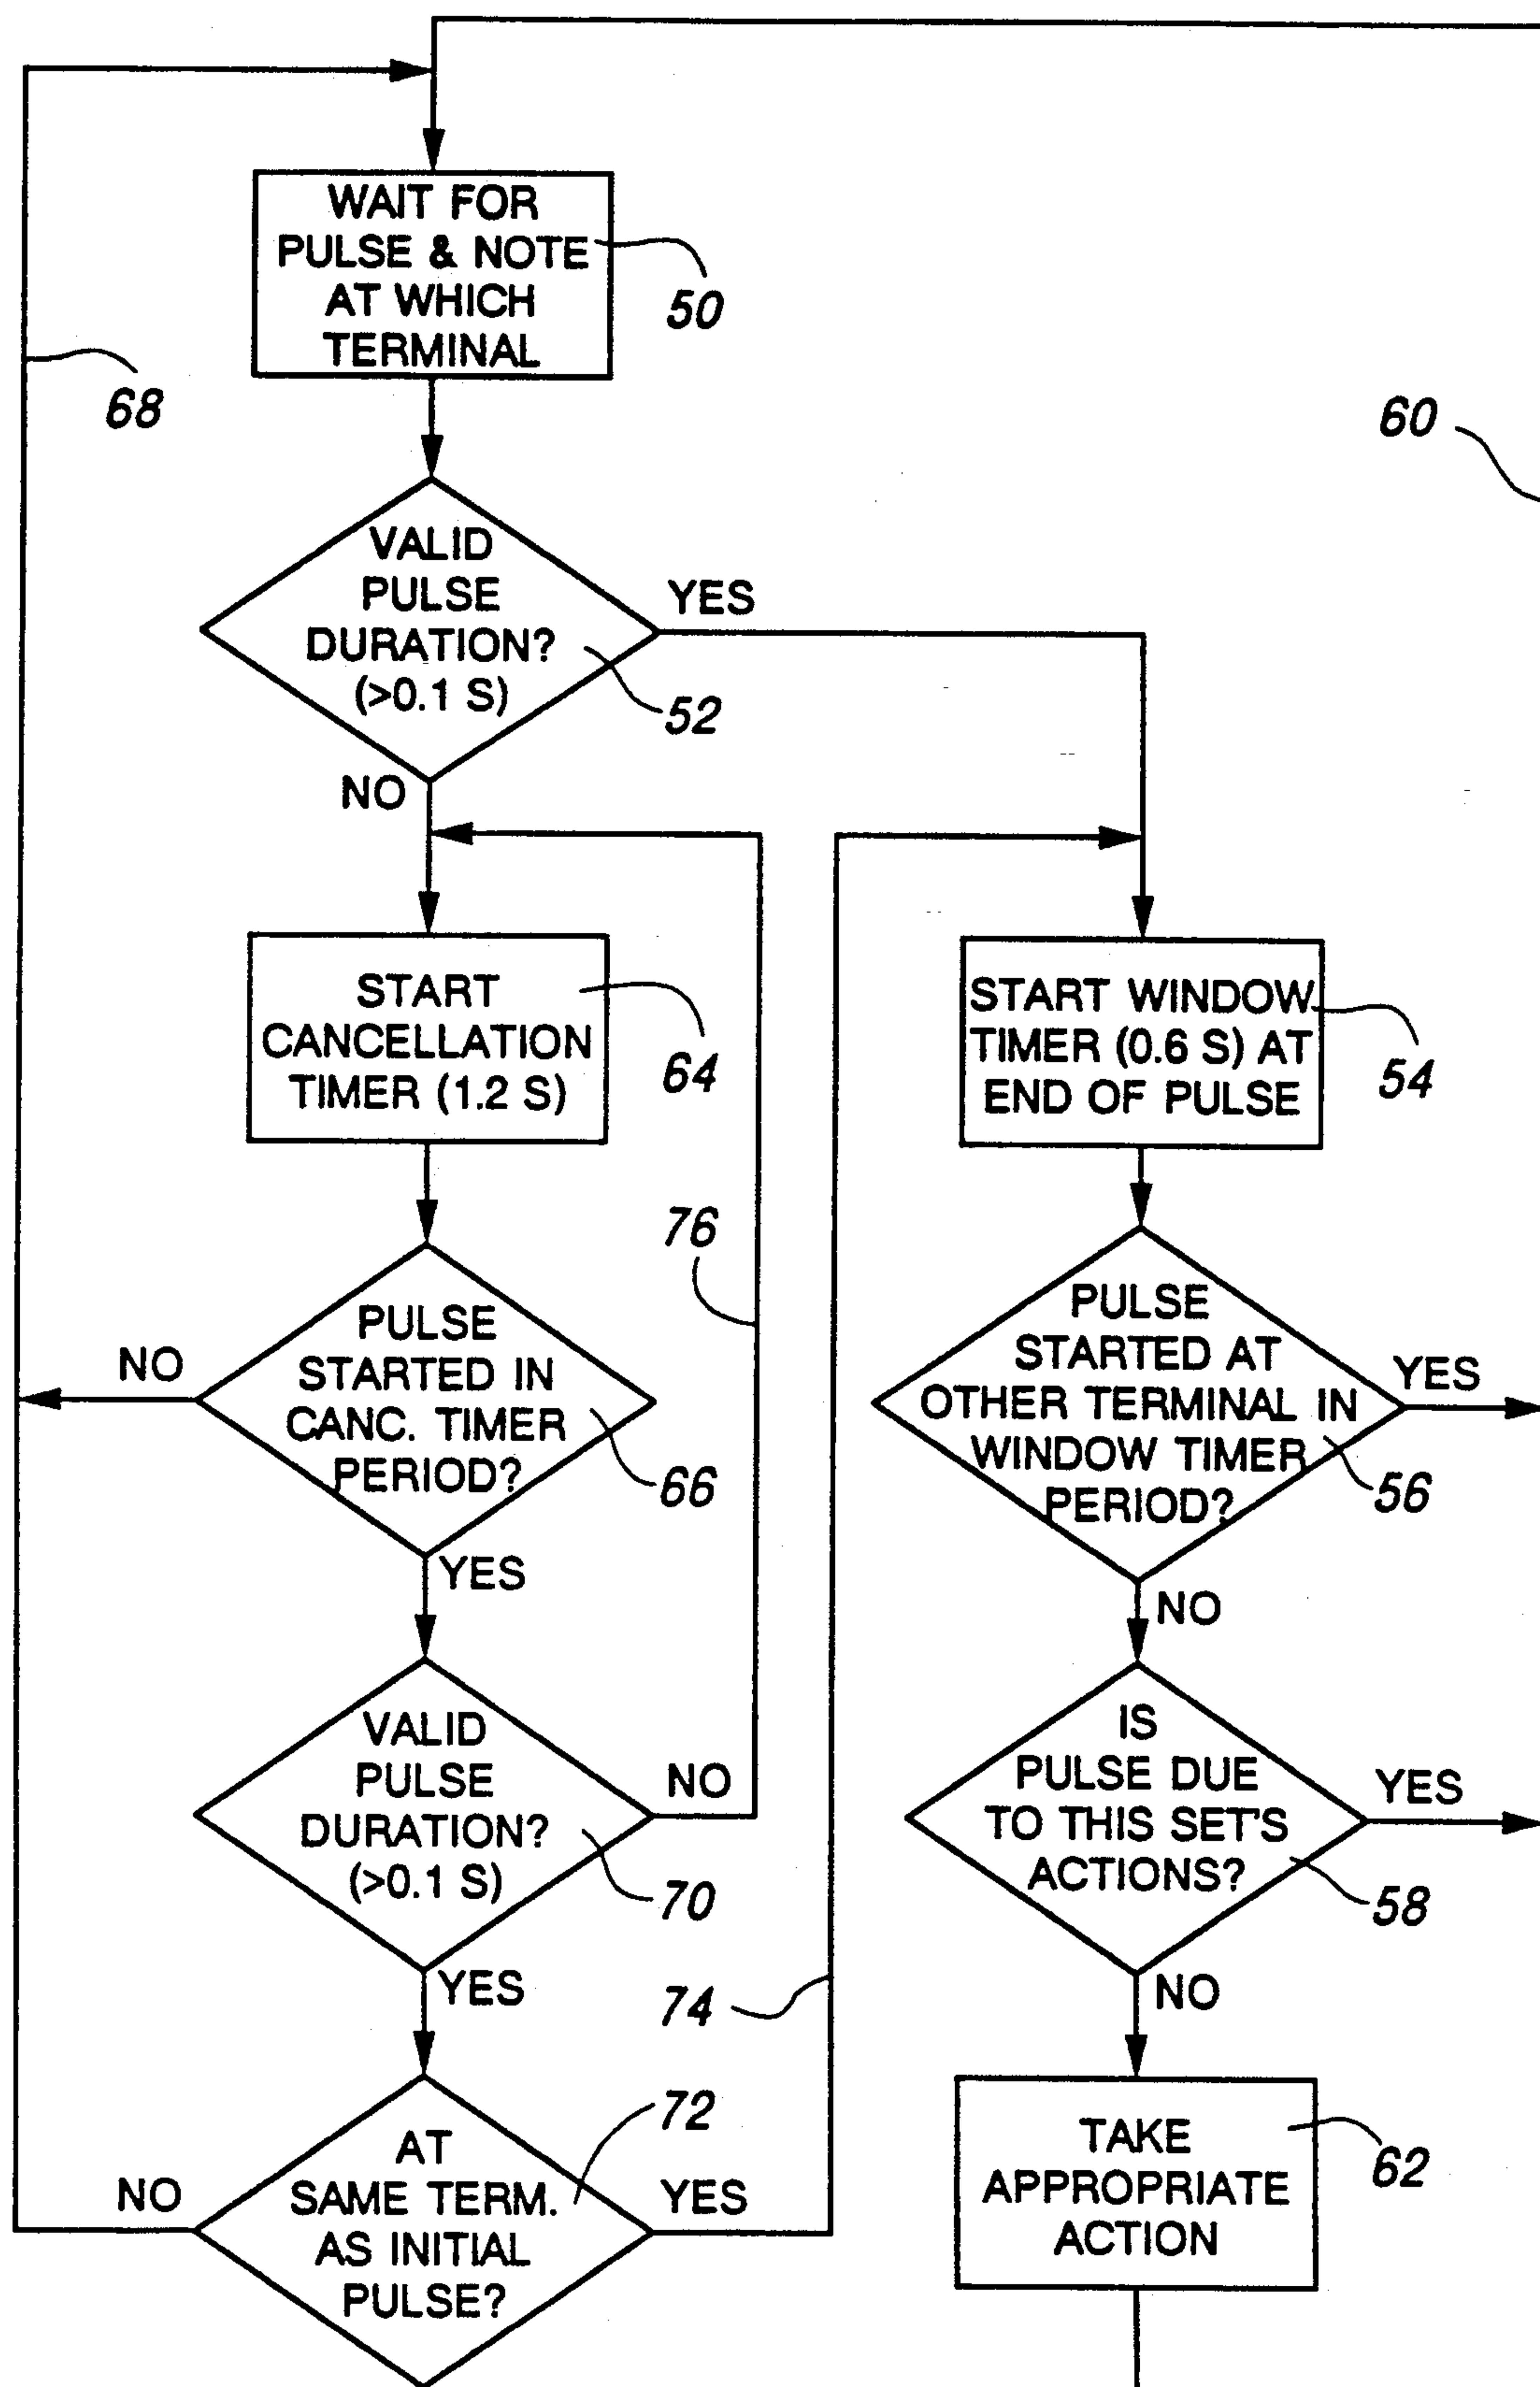 WAIT FOR
PULSE & NOTE
AT WHICH
TERMINAL
50
68
60
VALID
PULSE
DURATION?
(>0.1 S)
YES
52
NO
START
CANCELLATION
TIMER (1.2 S)
64
START WINDOW
TIMER (0.6 S) AT
END OF PULSE
54
76
PULSE
STARTED IN
CANC. TIMER
PERIOD?
NO
66
YES
PULSE
STARTED AT
OTHER TERMINAL IN
WINDOW TIMER
PERIOD?
YES
56
NO
VALID
PULSE
DURATION?
(>0.1 S)
NO
70
YES
IS
PULSE DUE
TO THIS SET'S
ACTIONS?
YES
58
NO
74
72
AT
SAME TERM.
AS INITIAL
PULSE?
NO
YES
TAKE
APPROPRIATE
ACTION
62